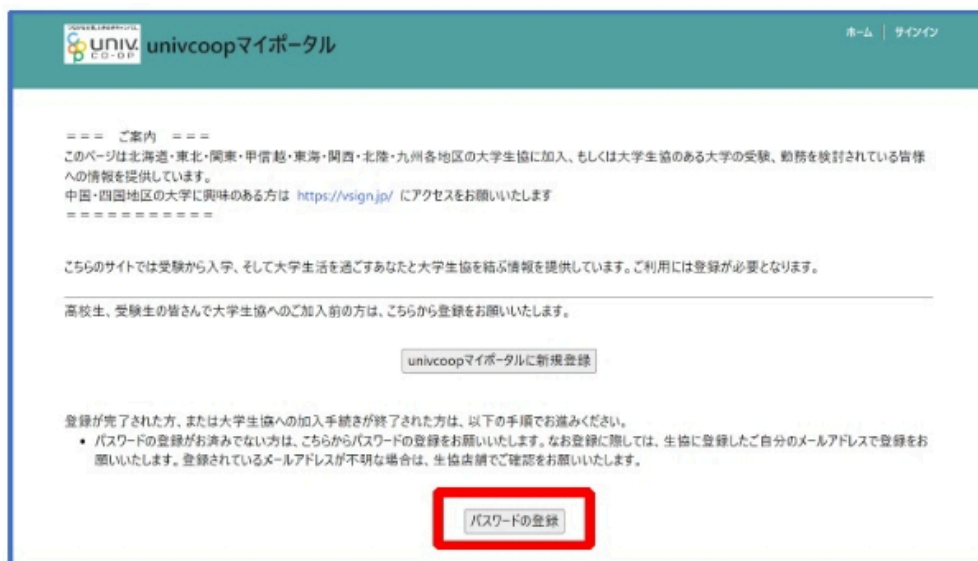 univ.
CO-OP
univcoopマイポータル
ホーム | サインイン
=== ご案内 ===
このページは北海道・東北・関東・甲信越・東海・関西・北陸・九州各地区の大学生協に加入、もしくは大学生協のある大学の受験、勤務を検討されている皆様
への情報を提供しています。
中国・四国地区の大学に興味のある方は https://vsign.jp/ にアクセスをお願いいたします
===========
こちらのサイトでは受験から入学、そして大学生活を過ごすあなたと大学生協を結ぶ情報を提供しています。ご利用には登録が必要となります。
高校生、受験生の皆さんで大学生協へのご加入前の方は、こちらから登録をお願いいたします。
univcoopマイポータルに新規登録
登録が完了された方、または大学生協への加入手続きが終了された方は、以下の手順でお進みください。
• パスワードの登録がお済みでない方は、こちらからパスワードの登録をお願いいたします。なお登録に際しては、生協に登録したご自分のメールアドレスで登録をお
願いいたします。登録されているメールアドレスが不明な場合は、生協店舗でご確認をお願いいたします。
パスワードの登録